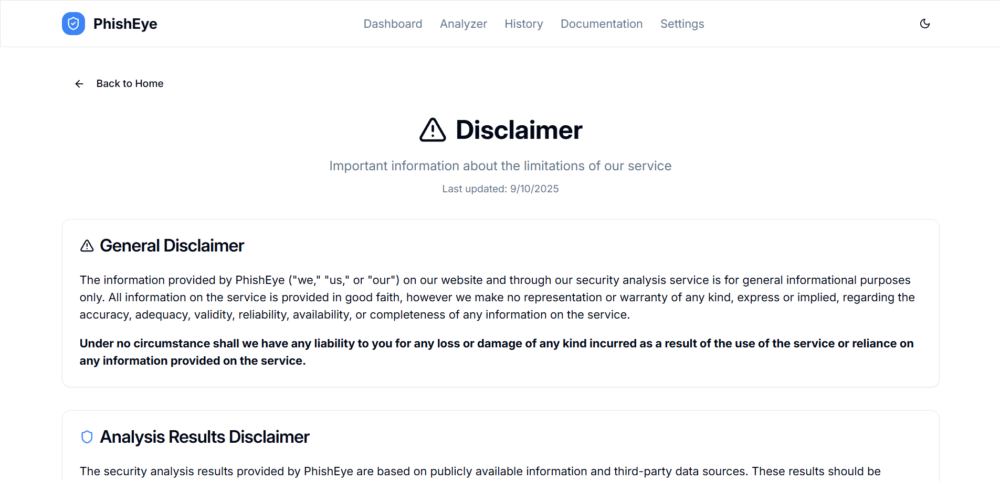 PhishEye
Dashboard Analyzer History Documentation Settings
Back to Home
Disclaimer
Important information about the limitations of our service
Last updated: 9/10/2025
General Disclaimer
The information provided by PhishEye ("we," "us," or "our") on our website and through our security analysis service is for general informational purposes
only. All information on the service is provided in good faith, however we make no representation or warranty of any kind, express or implied, regarding the
accuracy, adequacy, validity, reliability, availability, or completeness of any information on the service.
Under no circumstance shall we have any liability to you for any loss or damage of any kind incurred as a result of the use of the service or reliance on
any information provided on the service.
Analysis Results Disclaimer
The security analysis results provided by PhishEye are based on publicly available information and third-party data sources. These results should be